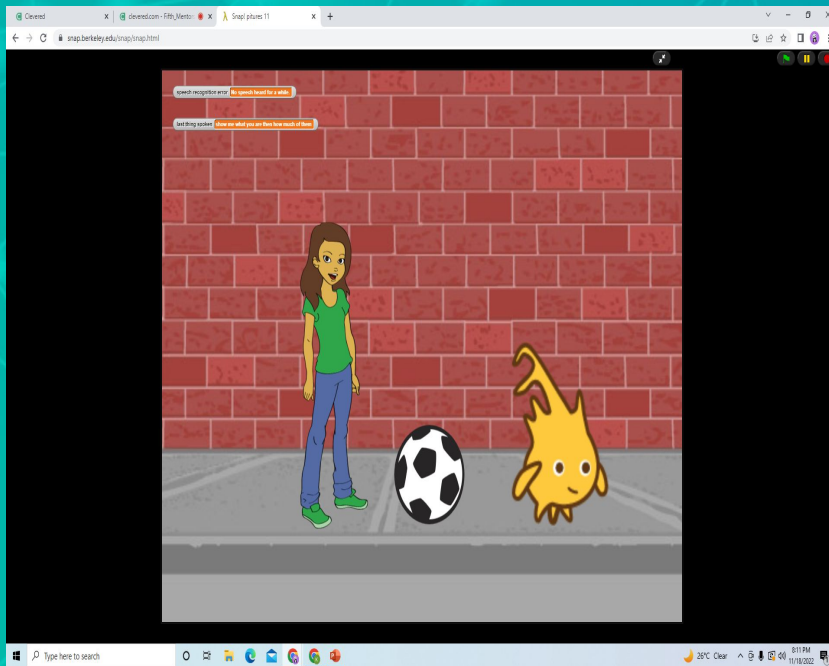 Clevered
clevered.com - Fifth_Mentor
Snap! pitures 11
snap.berkeley.edu/snap/snap.html
speech recognition error No speech heard for a while.
last thing spoken show me what you are then how much of them
Type here to search
26°C Clear
8:11 PM
11/18/2022